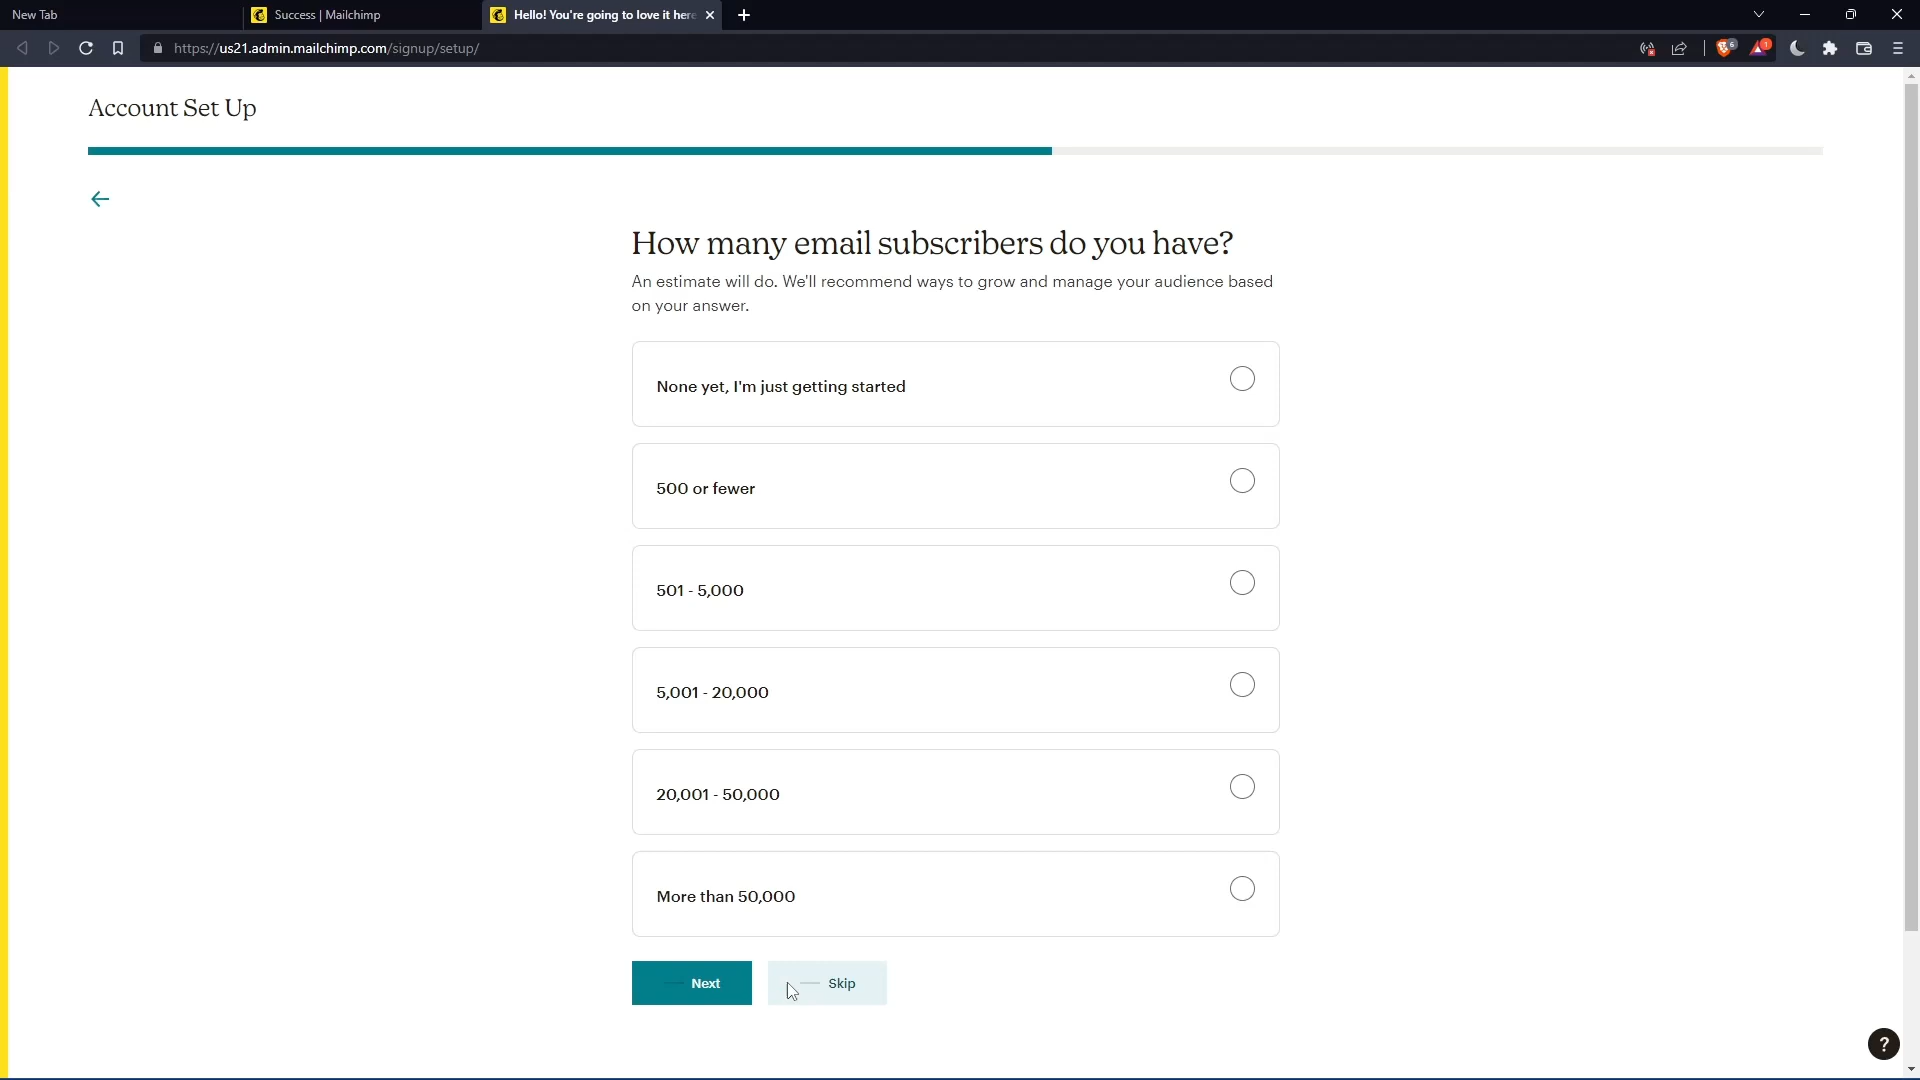 New Tab
Success | Mailchimp
Hello! You're going to love it here
https://us21.admin.mailchimp.com/signup/setup/
6
1
Account Set Up
How many email subscribers do you have?
An estimate will do. We'll recommend ways to grow and manage your audience based
on your answer.
None yet, I'm just getting started
500 or fewer
501 - 5,000
5,001 - 20,000
20,001 - 50,000
More than 50,000
Next
Skip
?